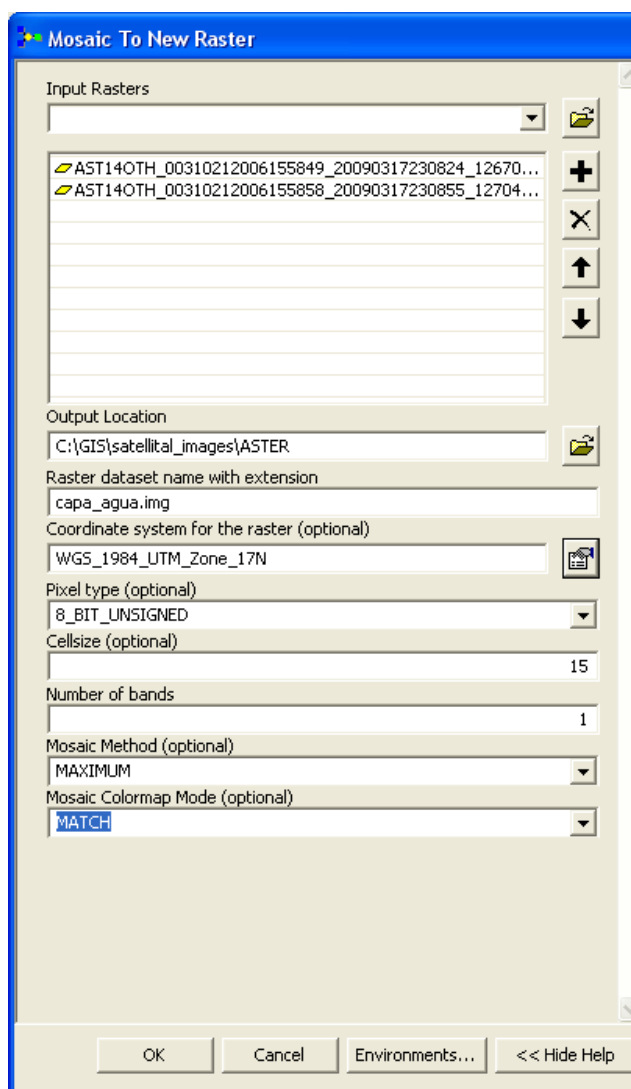 Mosaic To New Raster
Input Rasters
AST14OTH_00310212006155849_20090317230824_12670...
AST14OTH_00310212006155858_20090317230855_12704...
Output Location
C:\GIS\satellital_images\ASTER
Raster dataset name with extension
capa_agua.img
Coordinate system for the raster (optional)
WGS_1984_UTM_Zone_17N
Pixel type (optional)
8_BIT_UNSIGNED
Cellsize (optional)
15
Number of bands
1
Mosaic Method (optional)
MAXIMUM
Mosaic Colormap Mode (optional)
MATCH
OK Cancel Environments... << Hide Help